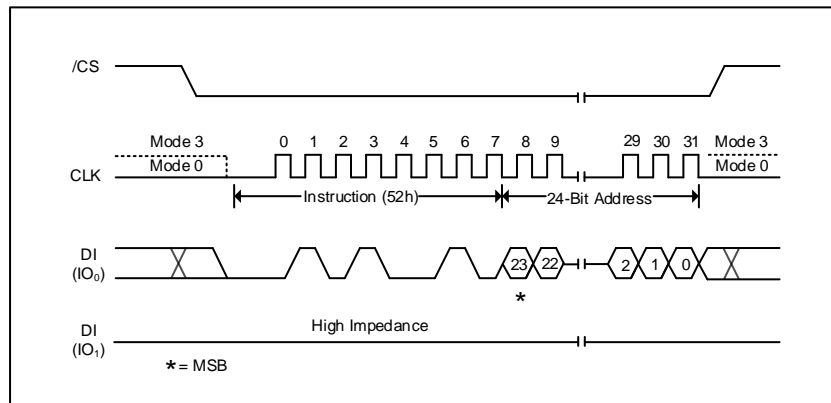 /CS
0 1 2 3 4 5 6 7 8 9 29 30 31
Mode 3 Mode 3
Mode 0 Mode 0
CLK
Instruction (52h) 24-Bit Address
DI
(IO₀)
23 22 2 1 0
*
High Impedance
DI
(IO₁)
* = MSB